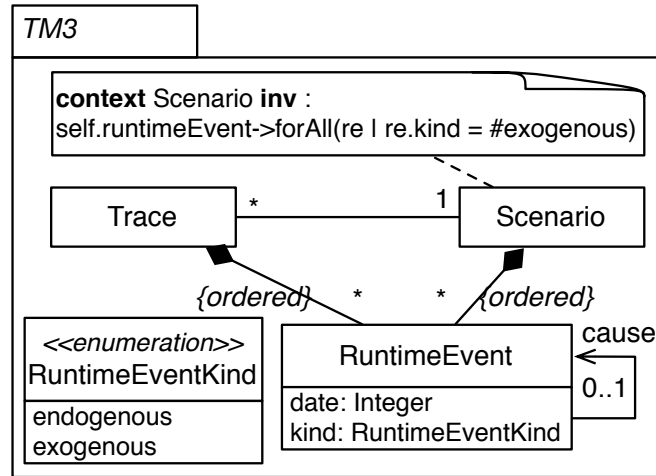 TM3
context Scenario inv :
self.runtimeEvent->forAll(re | re.kind = #exogenous)
Trace
*
1
Scenario
{ordered}
*
*
{ordered}
<<enumeration>>
RuntimeEventKind
endogenous
exogenous
RuntimeEvent
date: Integer
kind: RuntimeEventKind
cause
0..1